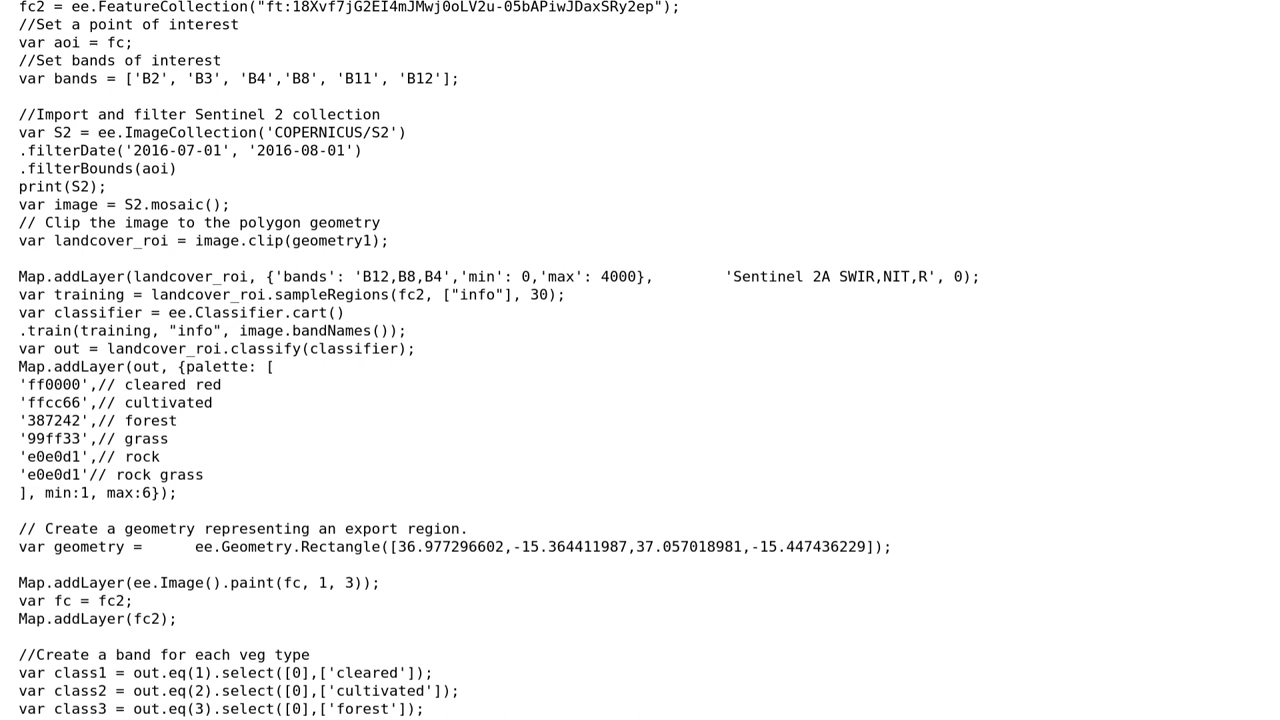 fc2 = ee.FeatureCollection("ft:18Xvf7jG2EI4mJMwj0oLV2u-05bAPiwJDaxSRy2ep");
//Set a point of interest
var aoi = fc;
//Set bands of interest
var bands = ['B2', 'B3', 'B4','B8', 'B11', 'B12'];
//Import and filter Sentinel 2 collection
var S2 = ee.ImageCollection('COPERNICUS/S2')
.filterDate('2016-07-01', '2016-08-01')
.filterBounds(aoi)
print(S2);
var image = S2.mosaic();
// Clip the image to the polygon geometry
var landcover_roi = image.clip(geometry1);
Map.addLayer(landcover_roi, {'bands': 'B12,B8,B4','min': 0,'max': 4000},        'Sentinel 2A SWIR,NIT,R', 0);
var training = landcover_roi.sampleRegions(fc2, ["info"], 30);
var classifier = ee.Classifier.cart()
.train(training, "info", image.bandNames());
var out = landcover_roi.classify(classifier);
Map.addLayer(out, {palette: [
'ff0000',// cleared red
'ffcc66',// cultivated
'387242',// forest
'99ff33',// grass
'e0e0d1',// rock
'e0e0d1'// rock grass
], min:1, max:6});
// Create a geometry representing an export region.
var geometry =      ee.Geometry.Rectangle([36.977296602,-15.364411987,37.057018981,-15.447436229]);
Map.addLayer(ee.Image().paint(fc, 1, 3));
var fc = fc2;
Map.addLayer(fc2);
//Create a band for each veg type
var class1 = out.eq(1).select([0],['cleared']);
var class2 = out.eq(2).select([0],['cultivated']);
var class3 = out.eq(3).select([0],['forest']);